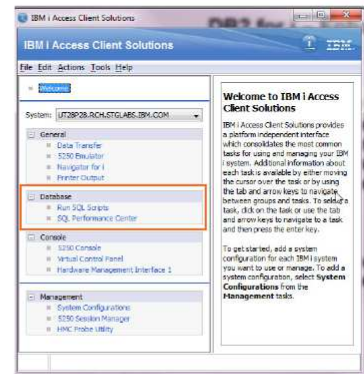 IBM i Access Client Solutions
IBM i Access Client Solutions
IBM
File Edit Actions Tools Help
Welcome
System: UT28P28.RCH.STGLABS.IBM.COM
General
Data Transfer
5250 Emulator
Navigator for i
Printer Output
Database
Run SQL Scripts
SQL Performance Center
Console
5250 Console
Virtual Control Panel
Hardware Management Interface 1
Management
System Configurations
5250 Session Manager
HMC Probe Utility
Welcome to IBM i Access
Client Solutions
IBM i Access Client Solutions provides
a platform independent interface
which consolidates the most common
tasks for using and managing your IBM
i system. Additional information about
each task is available by either moving
the cursor over the task or by using
the tab and arrow keys to navigate
between groups and tasks. To select a
task, click on the task or use the tab
and arrow keys to navigate to a task
and then press the enter key.
To get started, add a system
configuration for each IBM i system
you want to use or manage. To add a
system configuration, select System
Configurations from the
Management tasks.